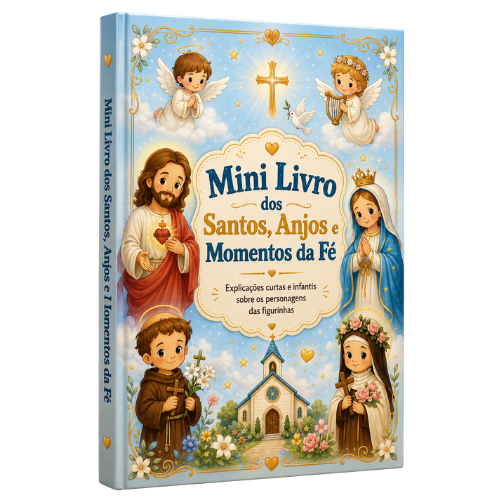 Mini Livro
dos
Santos, Anjos e
Momentos da Fé
Explicações curtas e infantis
sobre os personagens
das figurinhas
Mini Livro dos Santos, Anjos e Momentos da Fé